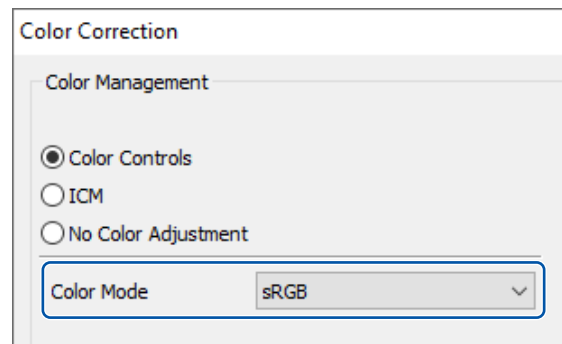 Color Correction
Color Management
Color Controls
ICM
No Color Adjustment
Color Mode sRGB